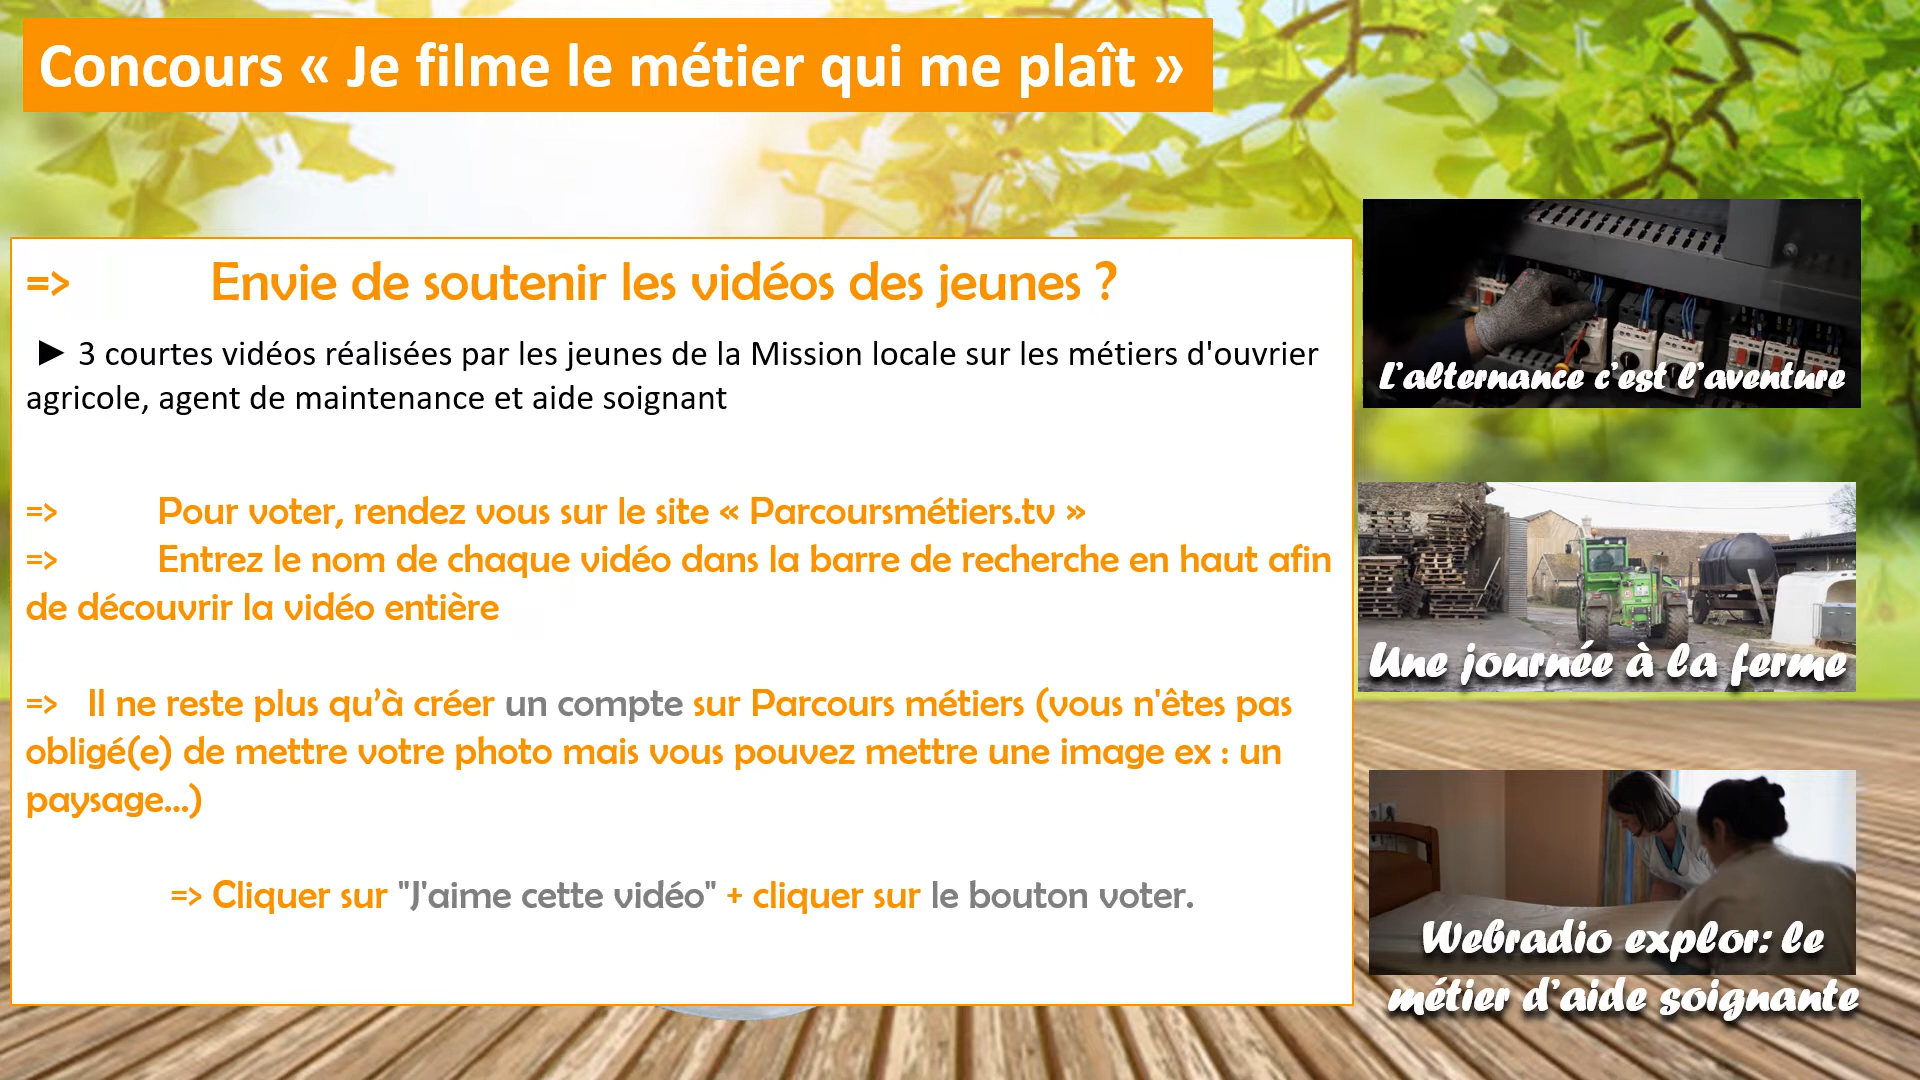 Concours « Je filme le métier qui me plaît »
=> Envie de soutenir les vidéos des jeunes ?
► 3 courtes vidéos réalisées par les jeunes de la Mission locale sur les métiers d'ouvrier
agricole, agent de maintenance et aide soignant
=> Pour voter, rendez vous sur le site « Parcoursmétiers.tv »
=> Entrez le nom de chaque vidéo dans la barre de recherche en haut afin
de découvrir la vidéo entière
=> Il ne reste plus qu’à créer un compte sur Parcours métiers (vous n'êtes pas
obligé(e) de mettre votre photo mais vous pouvez mettre une image ex : un
paysage...)
=> Cliquer sur "J'aime cette vidéo" + cliquer sur le bouton voter.
L’alternance c’est l’aventure
Une journée à la ferme
Webradio explor: le
métier d’aide soignante